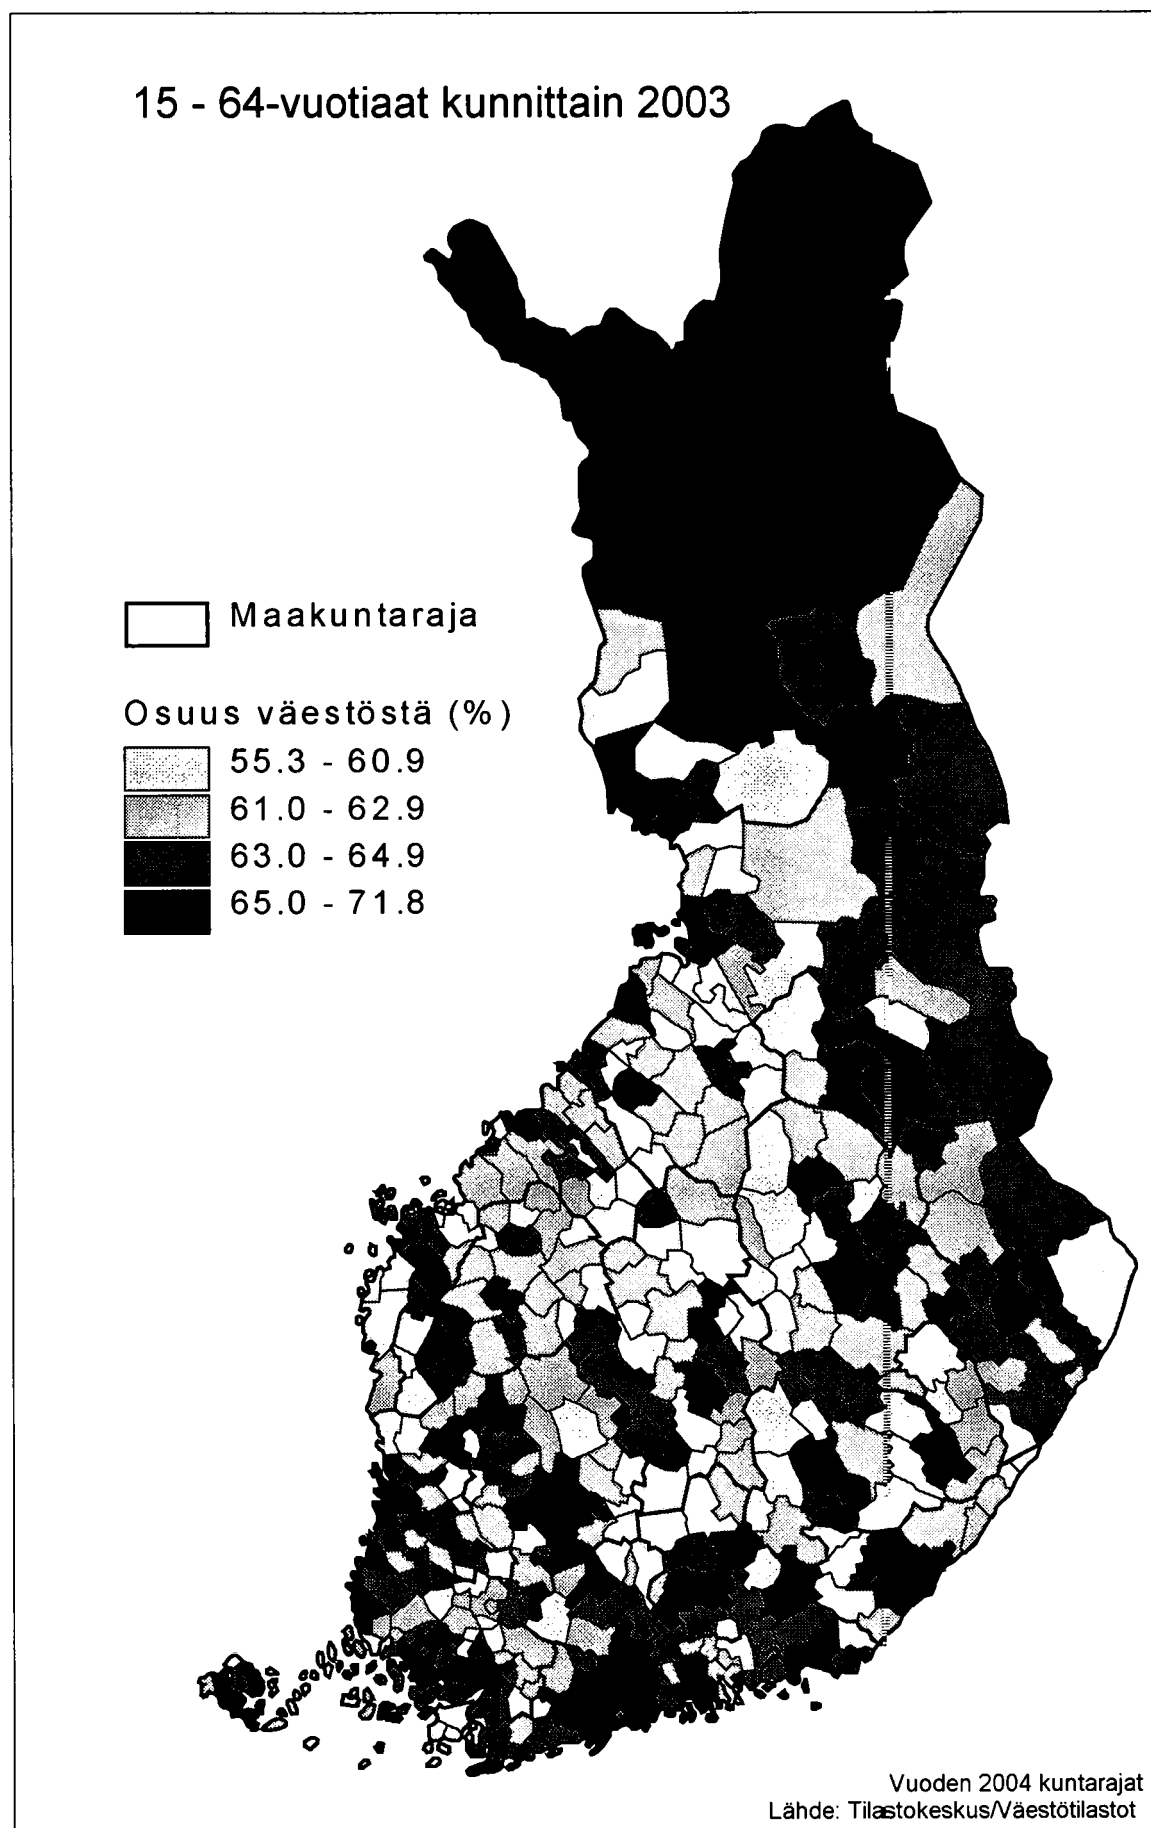 15 - 64-vuotiaat kunnittain 2003
Maakuntaraja
Osuus väestöstä (%)
55.3 - 60.9
61.0 - 62.9
63.0 - 64.9
65.0 - 71.8
Vuoden 2004 kuntarajat
Lähde: Tilastokeskus/Väestötilastot